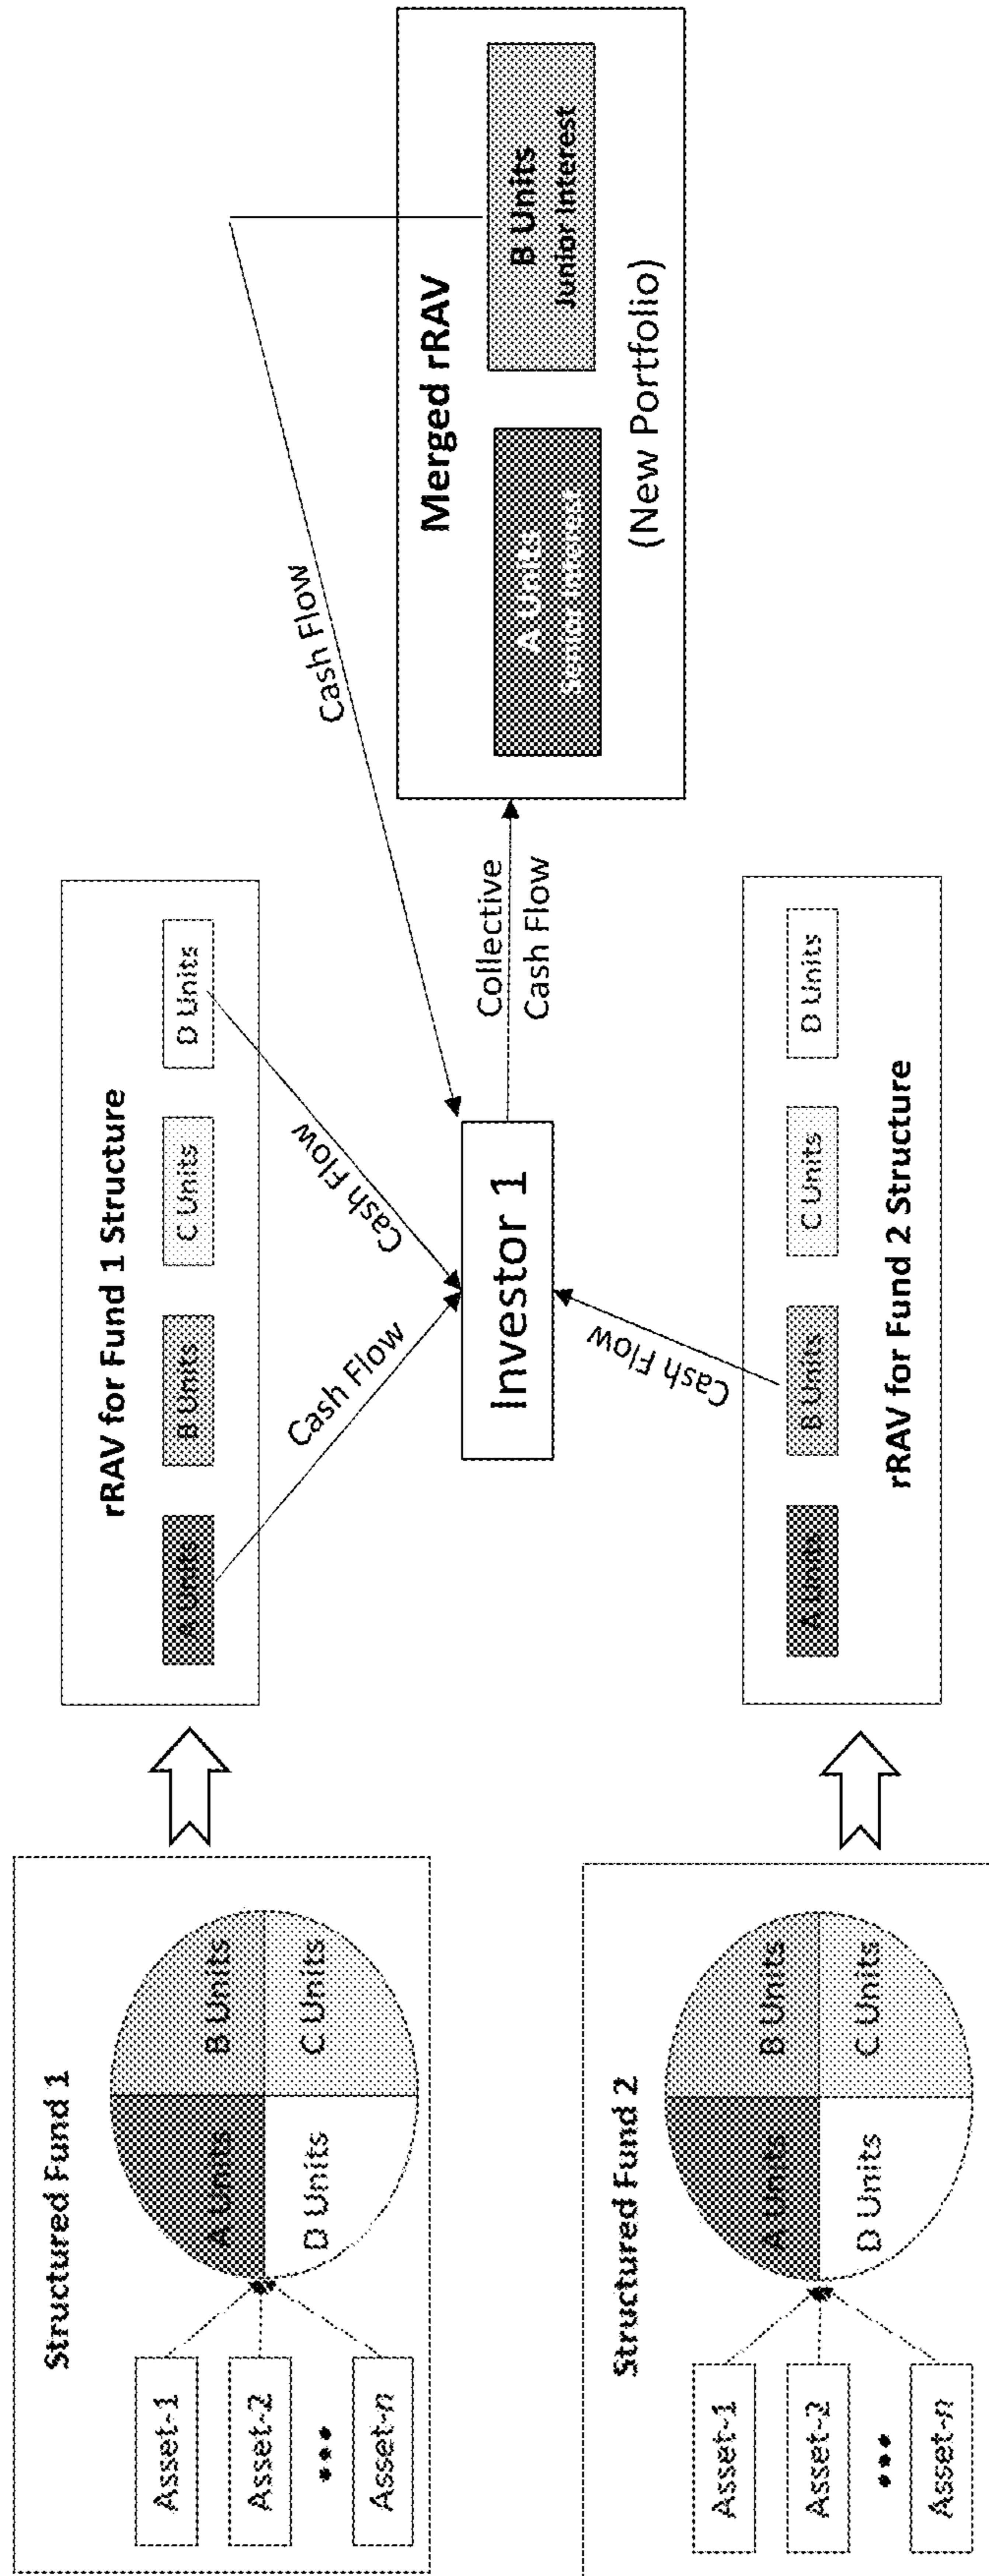 Structured Fund 1
Asset-1
Asset-2
•••
Asset-n
A Units
B Units
D Units
C Units
rRAV for Fund 1 Structure
A Units
B Units
C Units
D Units
Cash Flow
Cash Flow
Cash Flow
Investor 1
Collective
Cash Flow
Merged rRAV
A Units
Senior Interest
B Units
Junior Interest
(New Portfolio)
Structured Fund 2
Asset-1
Asset-2
•••
Asset-n
A Units
B Units
D Units
C Units
Cash Flow
A Units
B Units
C Units
D Units
rRAV for Fund 2 Structure